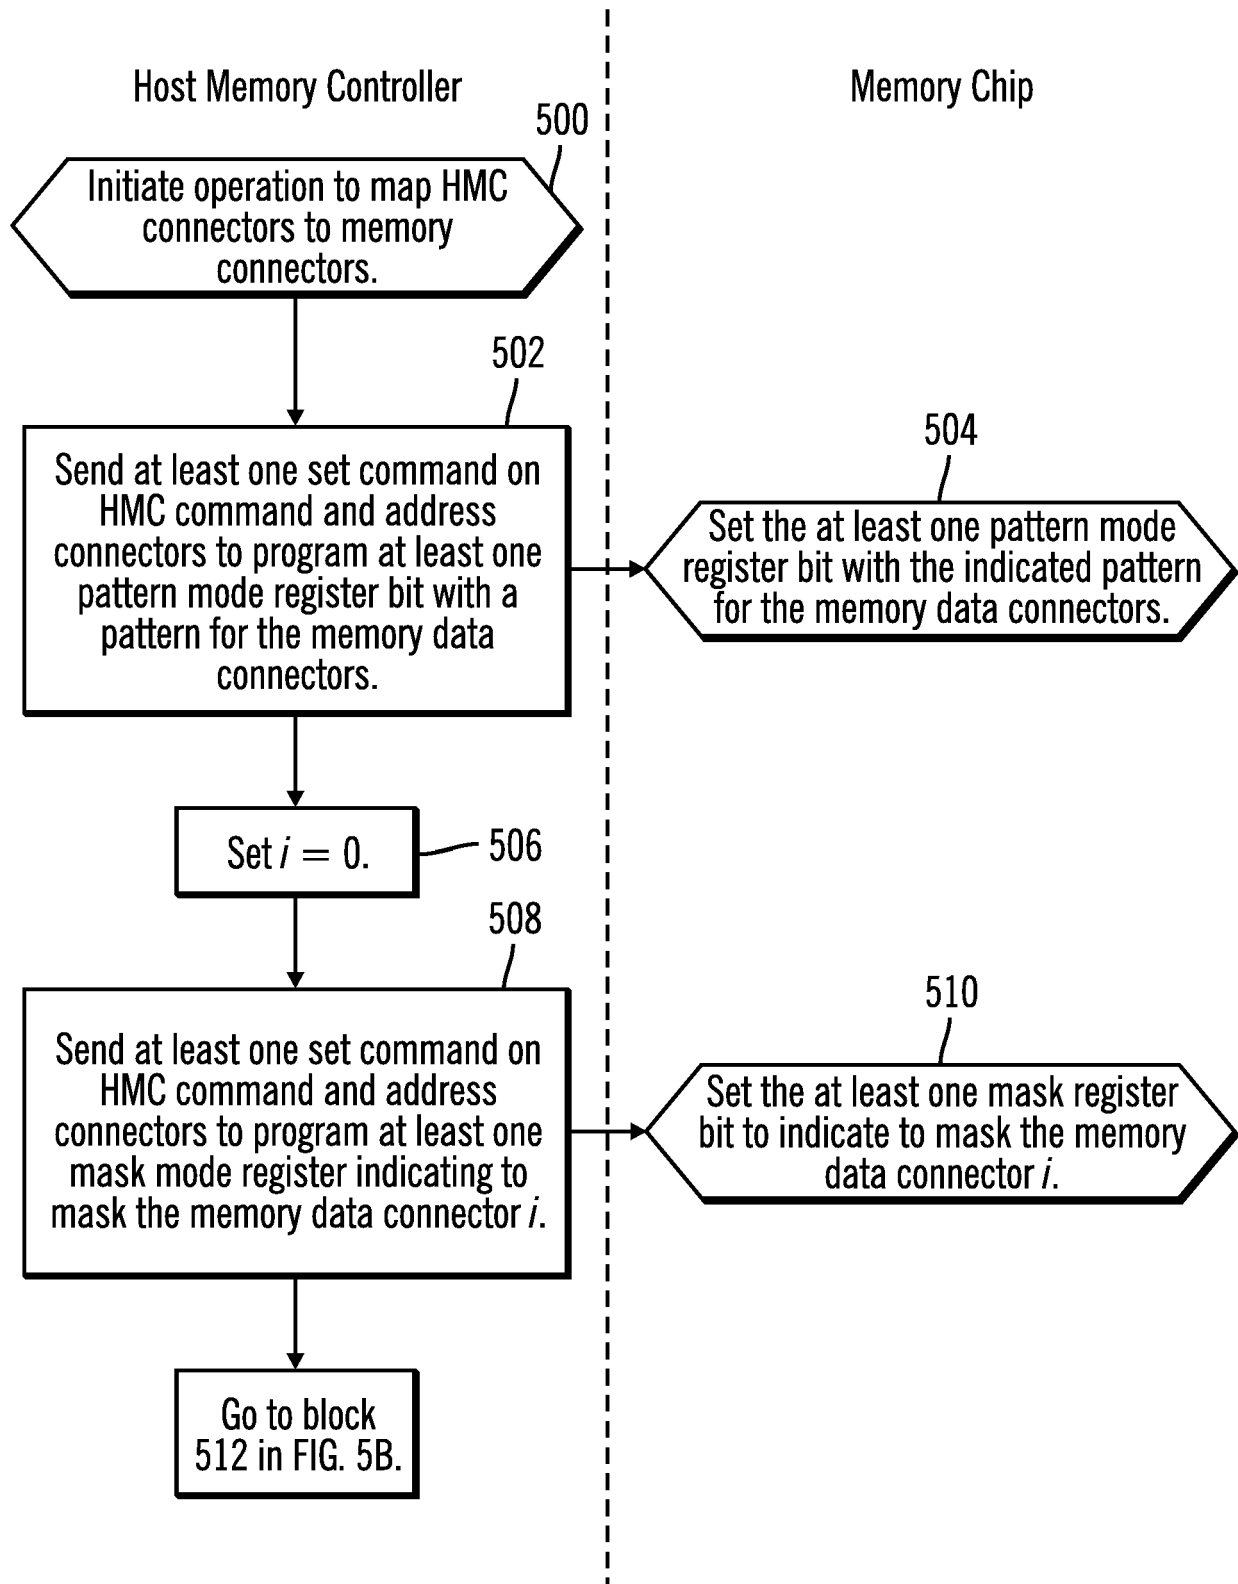 Host Memory Controller
Memory Chip
500
Initiate operation to map HMC
connectors to memory
connectors.
502
Send at least one set command on
HMC command and address
connectors to program at least one
pattern mode register bit with a
pattern for the memory data
connectors.
504
Set the at least one pattern mode
register bit with the indicated pattern
for the memory data connectors.
Set i = 0.
506
508
Send at least one set command on
HMC command and address
connectors to program at least one
mask mode register indicating to
mask the memory data connector i.
510
Set the at least one mask register
bit to indicate to mask the memory
data connector i.
Go to block
512 in FIG. 5B.